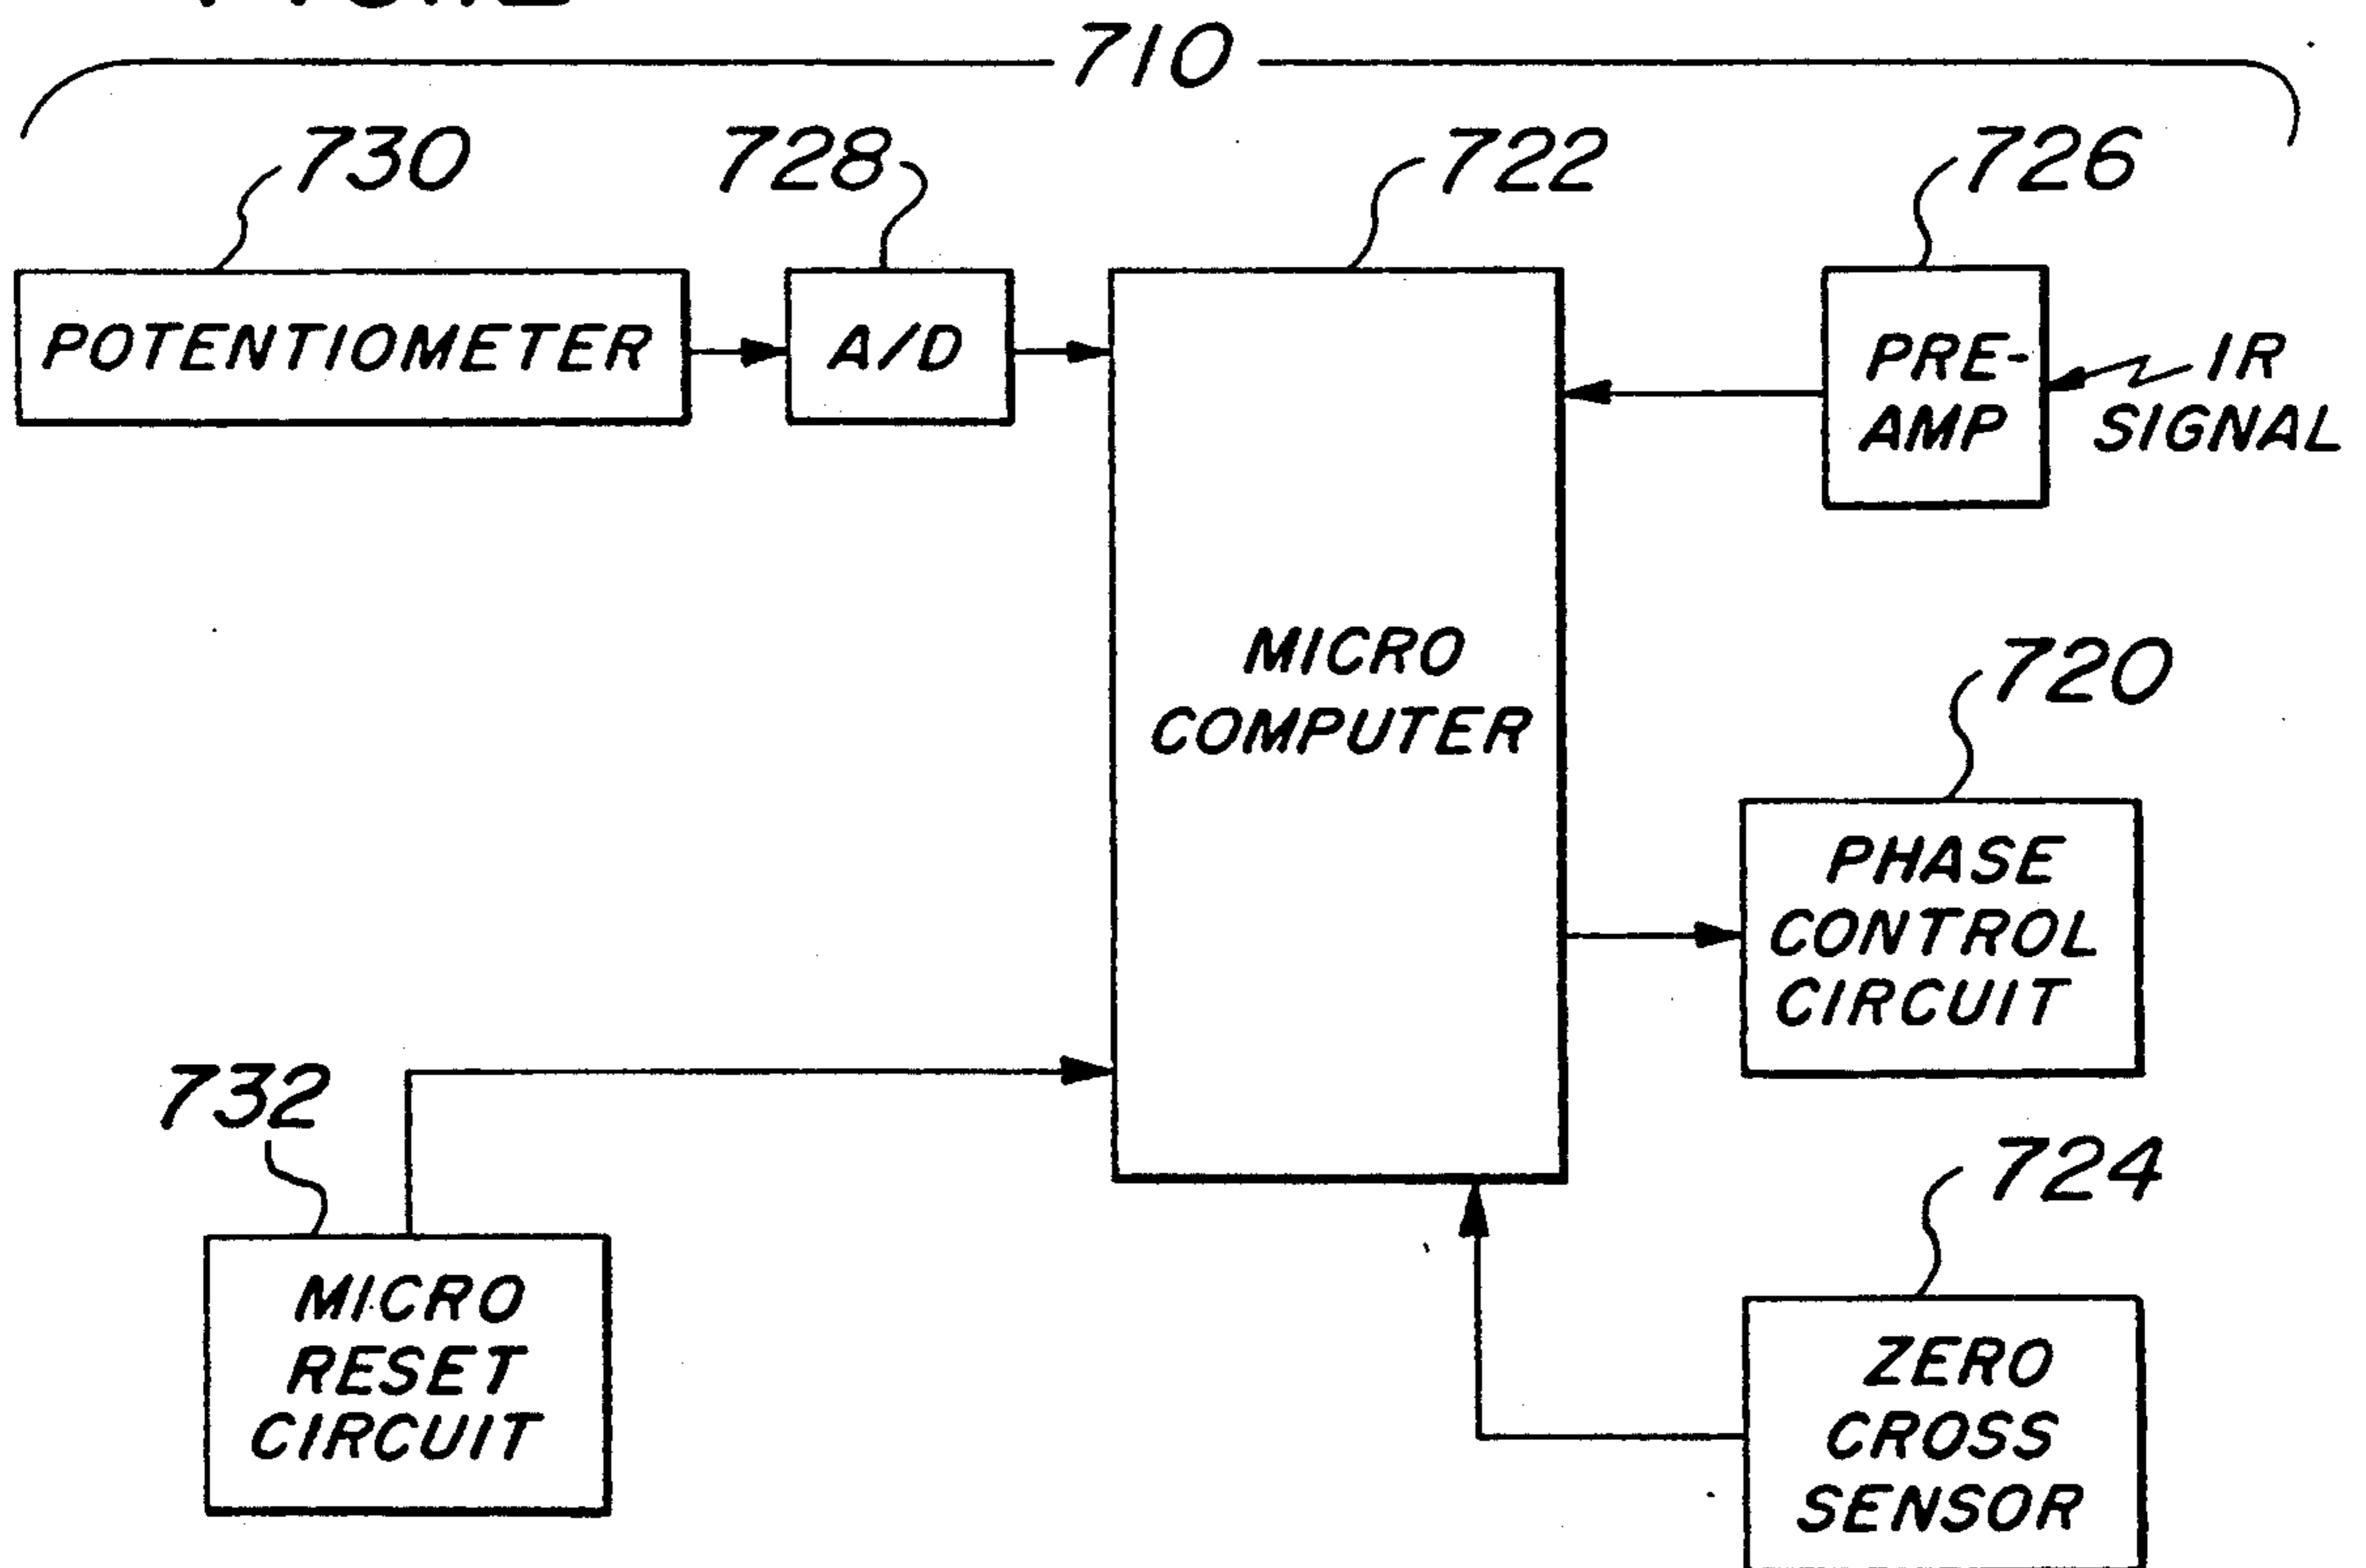 710
730
728
722
726
POTENTIOMETER
A/D
PRE-
AMP
IR
SIGNAL
MICRO
COMPUTER
720
PHASE
CONTROL
CIRCUIT
732
MICRO
RESET
CIRCUIT
724
ZERO
CROSS
SENSOR